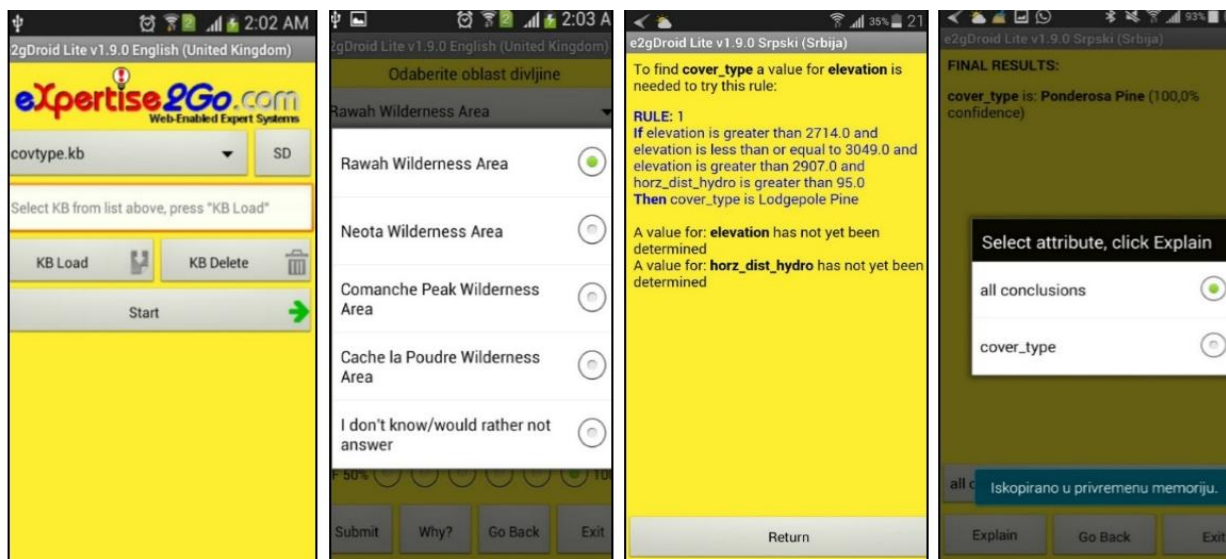 2:02 AM
2gDroid Lite v1.9.0 English (United Kingdom)
eXpertise2Go.com
Web-Enabled Expert Systems
covtype.kb
SD
Select KB from list above, press "KB Load"
KB Load
KB Delete
Start
2:03 A
2gDroid Lite v1.9.0 English (United Kingdom)
Odaberite oblast divljine
Rawah Wilderness Area
Rawah Wilderness Area
Neota Wilderness Area
Comanche Peak Wilderness
Area
Cache la Poudre Wilderness
Area
I don't know/would rather not
answer
F 50%
100
Submit
Why?
Go Back
Exit
35%
21
e2gDroid Lite v1.9.0 Srpski (Srbija)
To find cover_type a value for elevation is
needed to try this rule:
RULE: 1
If elevation is greater than 2714.0 and
elevation is less than or equal to 3049.0 and
elevation is greater than 2907.0 and
horz_dist_hydro is greater than 95.0
Then cover_type is Lodgepole Pine
A value for: elevation has not yet been
determined
A value for: horz_dist_hydro has not yet been
determined
Return
93%
e2gDroid Lite v1.9.0 Srpski (Srbija)
FINAL RESULTS:
cover_type is: Ponderosa Pine (100,0%
confidence)
Select attribute, click Explain
all conclusions
cover_type
all c
Iskopirano u privremenu memoriju.
Explain
Go Back
Exit